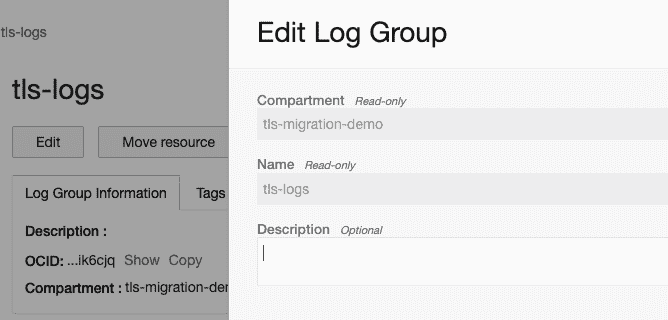 tls-logs
tls-logs
Edit Move resource
Log Group Information Tags
Description :
OCID: ...ik6cjq Show Copy
Compartment : tls-migration-der
Edit Log Group
Compartment Read-only
tls-migration-demo
Name Read-only
tls-logs
Description Optional